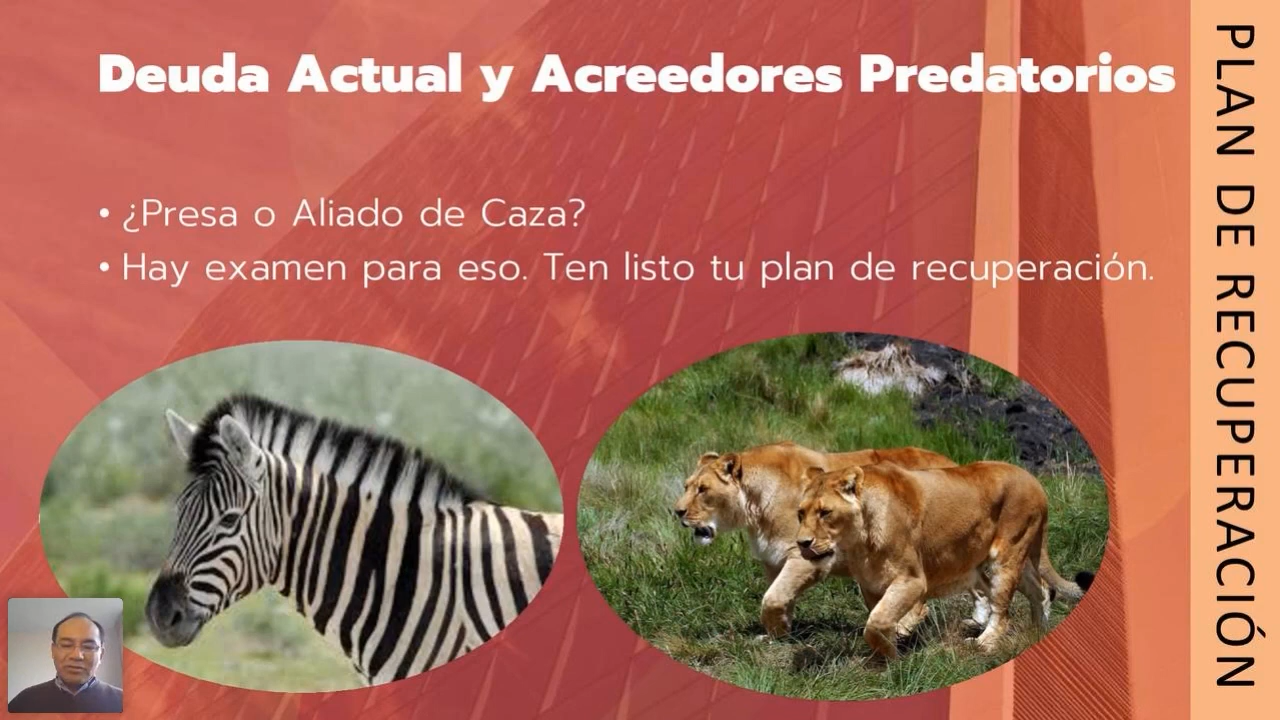 Deuda Actual y Acreedores Predatorios
• ¿Presa o Aliado de Caza?
• Hay examen para eso. Ten listo tu plan de recuperación.
PLAN DE RECUPERACIÓN